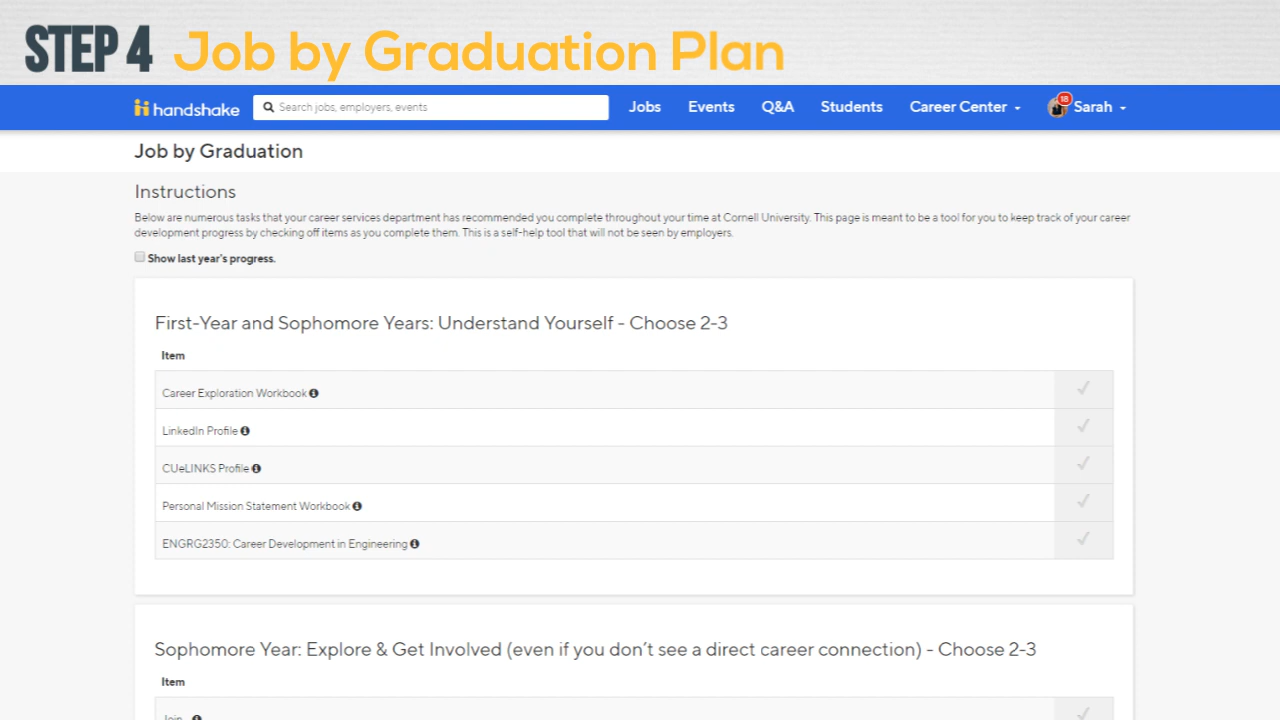 STEP 4 Job by Graduation Plan
handshake Search jobs, employers, events Jobs Events Q&A Students Career Center 18 Sarah
Job by Graduation
Instructions
Below are numerous tasks that your career services department has recommended you complete throughout your time at Cornell University. This page is meant to be a tool for you to keep track of your career
development progress by checking off items as you complete them. This is a self-help tool that will not be seen by employers.
Show last year's progress.
First-Year and Sophomore Years: Understand Yourself - Choose 2-3
Item
Career Exploration Workbook
LinkedIn Profile
CUeLINKS Profile
Personal Mission Statement Workbook
ENGRG2350: Career Development in Engineering
Sophomore Year: Explore & Get Involved (even if you don't see a direct career connection) - Choose 2-3
Item
Join